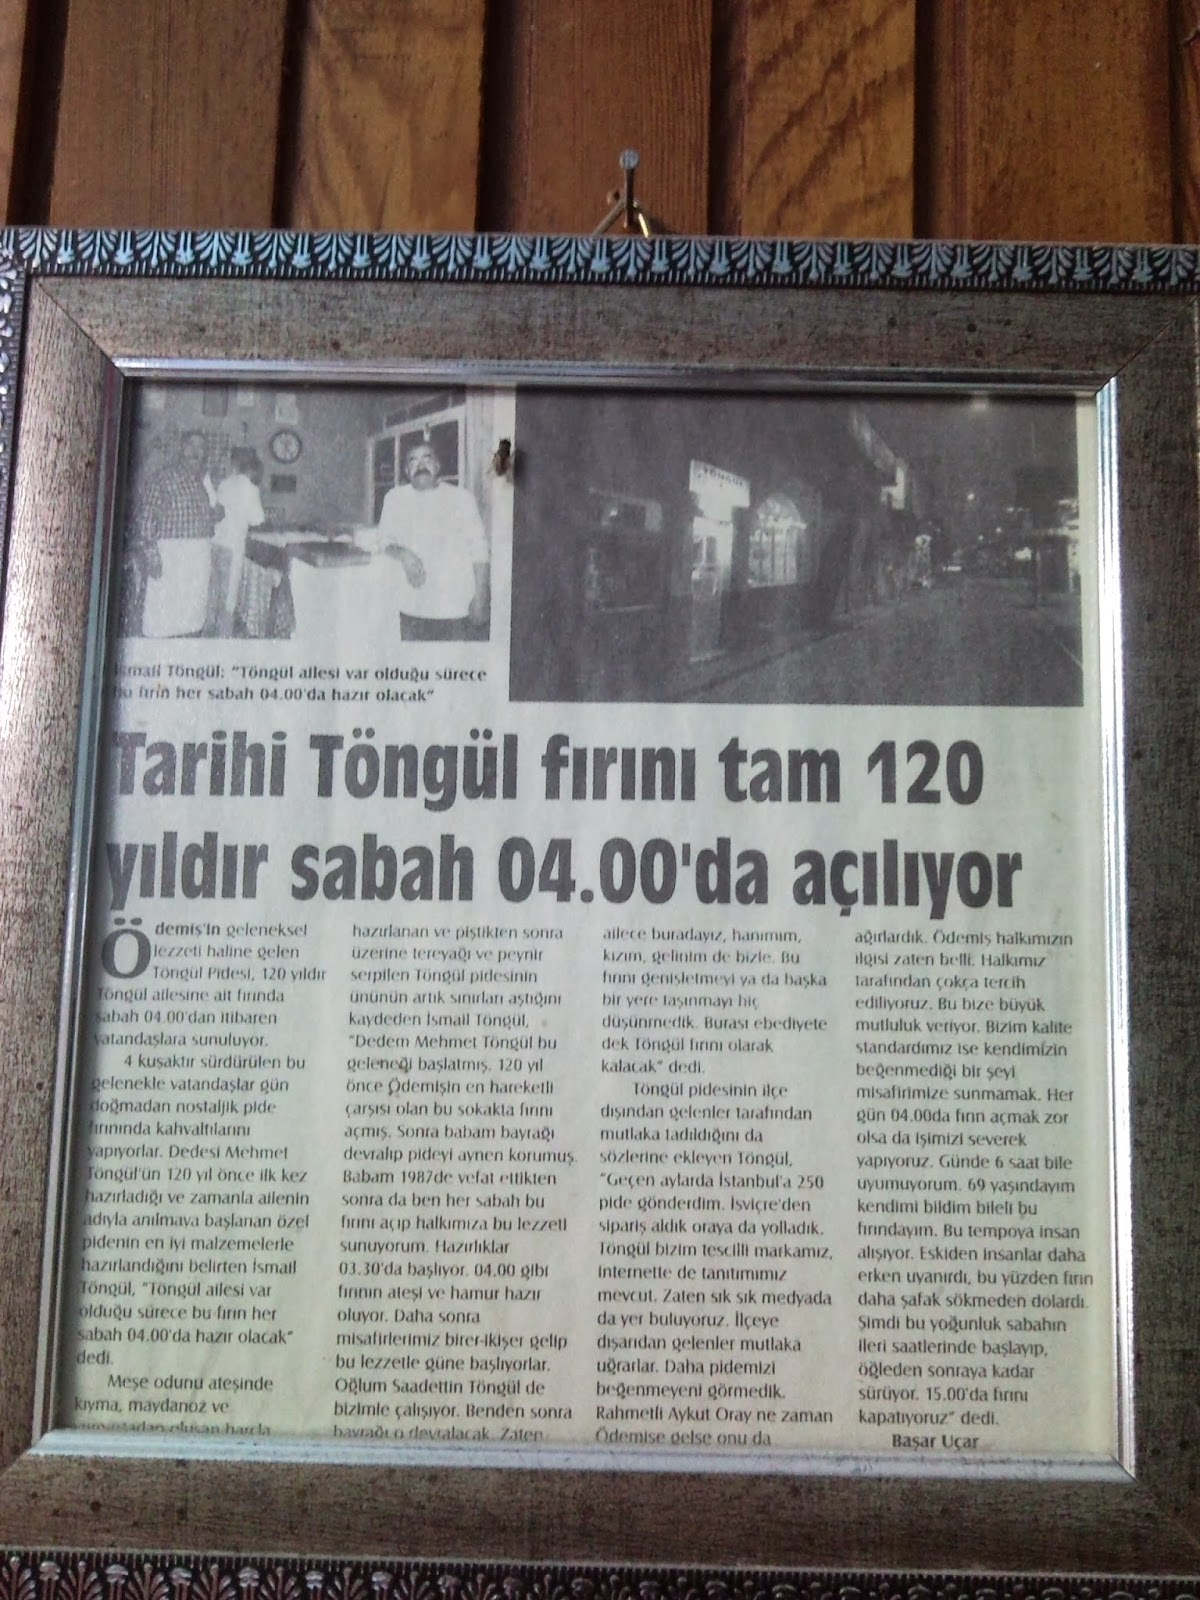 TÖNGÜL
İsmail Töngül: "Töngül ailesi var olduğu sürece
bu fırın her sabah 04.00'da hazır olacak"
Tarihi Töngül fırını tam 120
yıldır sabah 04.00'da açılıyor
Ödemiş'in geleneksel
lezzeti haline gelen
Töngül Pidesi, 120 yıldır
Töngül ailesine ait fırında
sabah 04.00'dan itibaren
vatandaşlara sunuluyor.
4 kuşaktır sürdürülen bu
gelenekle vatandaşlar gün
doğmadan nostaljik pide
fırınında kahvaltılarını
yapıyorlar. Dedesi Mehmet
Töngül'ün 120 yıl önce ilk kez
hazırladığı ve zamanla ailenin
adıyla anılmaya başlanan özel
pidenin en iyi malzemelerle
hazırlandığını belirten İsmail
Töngül, "Töngül ailesi var
olduğu sürece bu fırın her
sabah 04.00'da hazır olacak"
dedi.
Meşe odunu ateşinde
kıyma, maydanoz ve
oluşan harçla
hazırlanan ve piştikten sonra
üzerine tereyağı ve peynir
serpilen Töngül pidesinin
ününün artık sınırları aştığını
kaydeden İsmail Töngül,
"Dedem Mehmet Töngül bu
geleneği başlatmış. 120 yıl
önce Ödemişin en hareketli
çarşısı olan bu sokakta fırını
açmış. Sonra babam bayrağı
devralıp pideyi aynen korumuş.
Babam 1987de vefat ettikten
sonra da ben her sabah bu
fırını açıp halkımıza bu lezzeti
sunuyorum. Hazırlıklar
03.30'da başlıyor. 04.00 gibi
fırının ateşi ve hamur hazır
oluyor. Daha sonra
misafirlerimiz birer-ikişer gelip
bu lezzetle güne başlıyorlar.
Oğlum Saadettin Töngül de
bizimle çalışıyor. Benden sonra
bayrağı o devralacak. Zaten
ailece buradayız, hanımım,
kızım, gelinim de bizle. Bu
fırını genişletmeyi ya da başka
bir yere taşınmayı hiç
düşünmedik. Burası ebediyete
dek Töngül fırını olarak
kalacak" dedi.
Töngül pidesinin ilçe
dışından gelenler tarafından
mutlaka tadıldığını da
sözlerine ekleyen Töngül,
"Geçen aylarda İstanbul'a 250
pide gönderdim. İsviçre'den
sipariş aldık oraya da yolladık.
Töngül bizim tescilli markamız,
internette de tanıtımımız
mevcut. Zaten sık sık medyada
da yer buluyoruz. İlçeye
dışarıdan gelenler mutlaka
uğrarlar. Daha pidemizi
beğenmeyeni görmedik.
Rahmetli Aykut Oray ne zaman
Ödemişe gelse onu da
ağırlardık. Ödemiş halkımızın
ilgisi zaten belli. Halkımız
tarafından çokça tercih
ediliyoruz. Bu bize büyük
mutluluk veriyor. Bizim kalite
standardımız ise kendimizin
beğenmediği bir şeyi
misafirimize sunmamak. Her
gün 04.00da fırın açmak zor
olsa da işimizi severek
yapıyoruz. Günde 6 saat bile
uyumuyorum. 69 yaşındayım
kendimi bildim bileli bu
fırındayım. Bu tempoya insan
alışıyor. Eskiden insanlar daha
erken uyanırdı, bu yüzden fırın
daha şafak sökmeden dolardı.
Şimdi bu yoğunluk sabahın
ileri saatlerinde başlayıp,
öğleden sonraya kadar
sürüyor. 15.00'da fırını
kapatıyoruz" dedi.
Başar Uçar